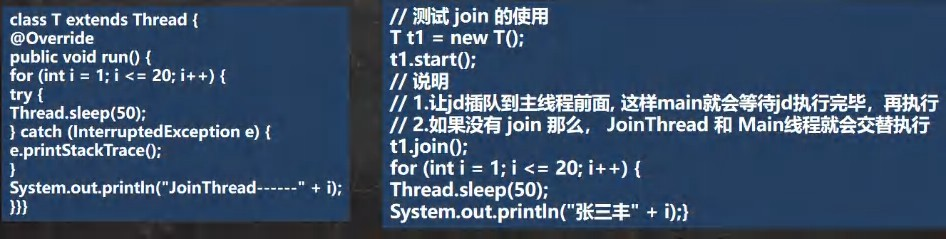 class T extends Thread {
@Override
public void run() {
for (int i = 1; i <= 20; i++) {
try {
Thread.sleep(50);
} catch (InterruptedException e) {
e.printStackTrace();
}
System.out.println("JoinThread------" + i);
}}}
// 测试 join 的使用
T t1 = new T();
t1.start();
// 说明
// 1.让jd插队到主线程前面, 这样main就会等待jd执行完毕，再执行
// 2.如果没有 join 那么， JoinThread 和 Main线程就会交替执行
t1.join();
for (int i = 1; i <= 20; i++) {
Thread.sleep(50);
System.out.println("张三丰" + i);}